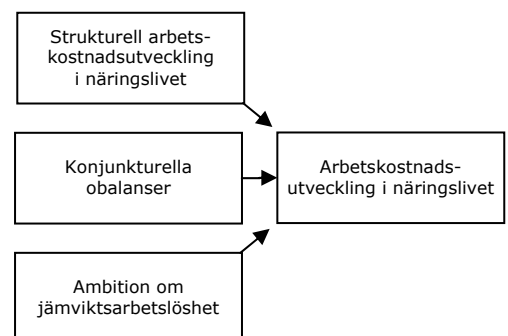 Strukturell arbets-
kostnadsutveckling
i näringslivet
Konjunkturella
obalanser
Arbetskostnads-
utveckling i näringslivet
Ambition om
jämviktsarbetslöshet